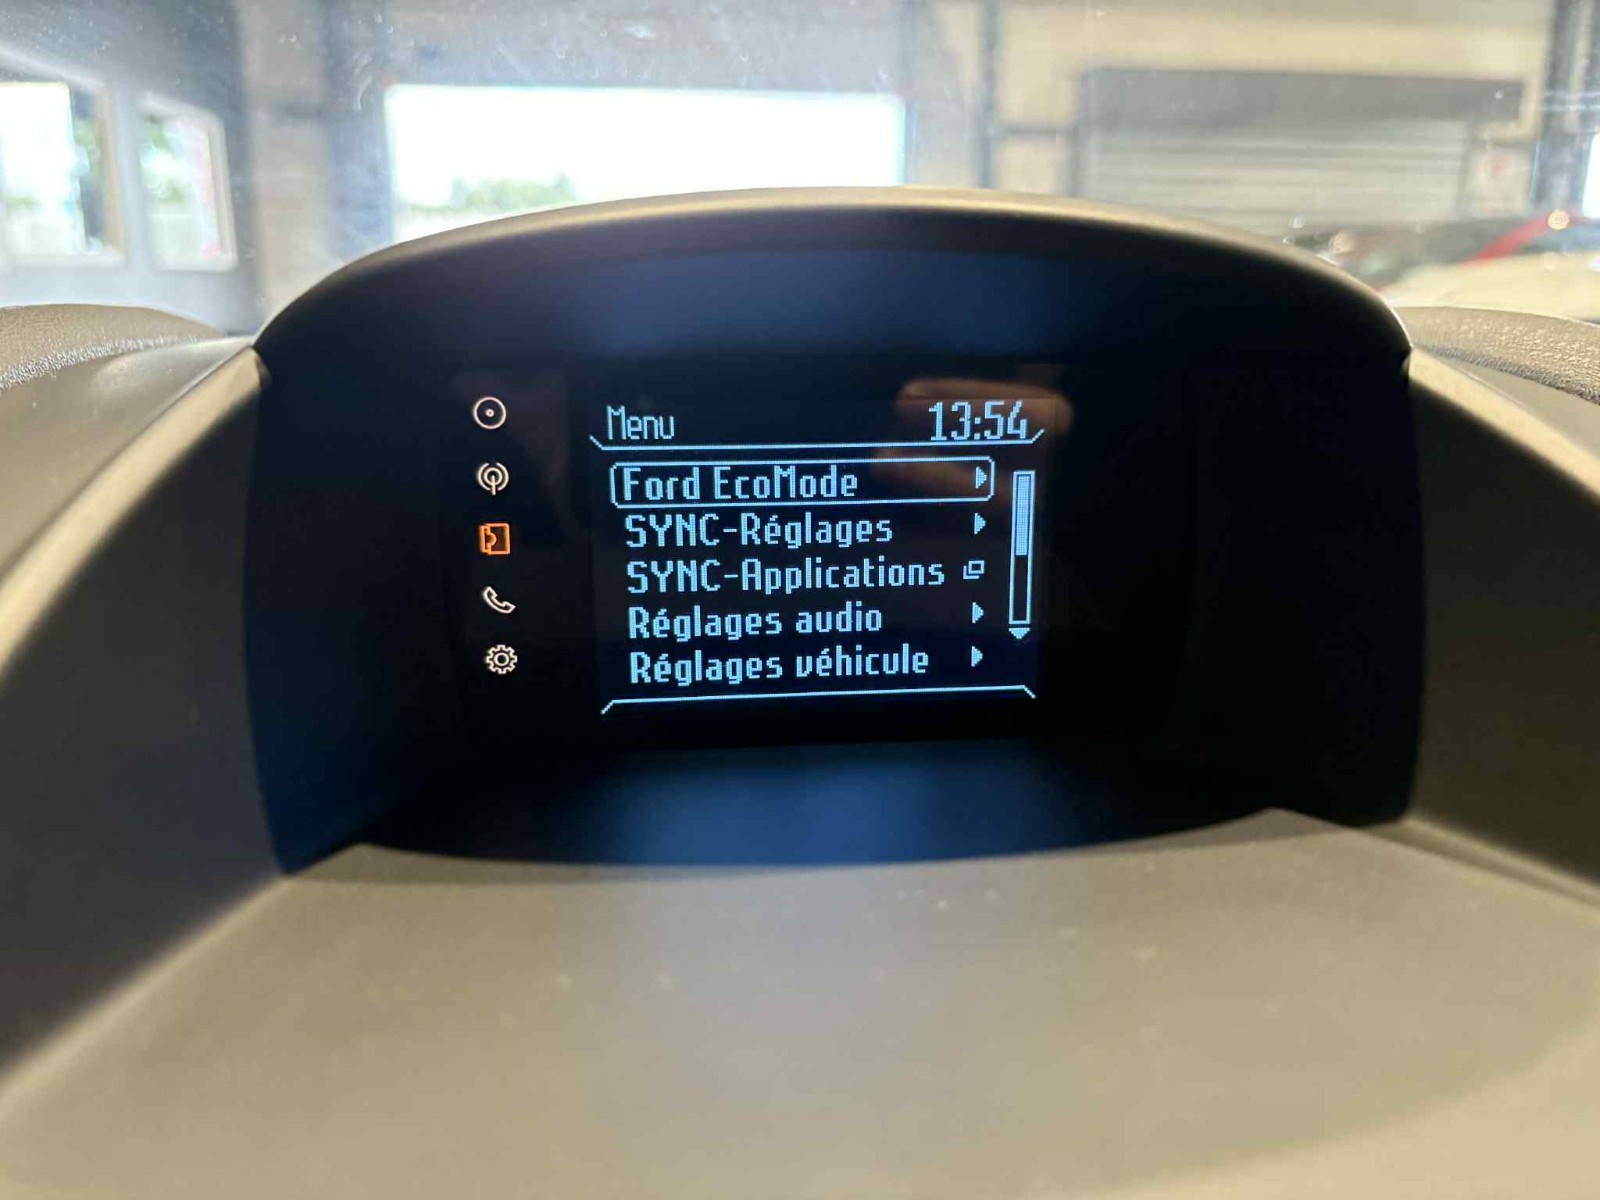 Menu 13:54
Ford EcoMode
SYNC-Réglages
SYNC-Applications
Réglages audio
Réglages véhicule